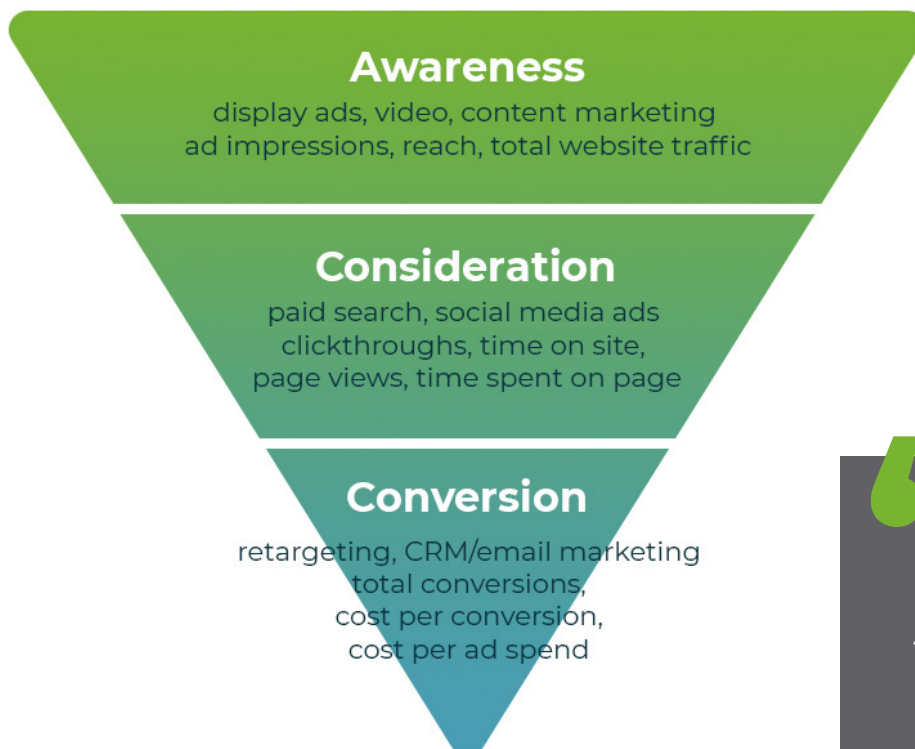 Awareness
display ads, video, content marketing
ad impressions, reach, total website traffic
Consideration
paid search, social media ads
clickthroughs, time on site,
page views, time spent on page
Conversion
retargeting, CRM/email marketing
total conversions,
cost per conversion,
cost per ad spend